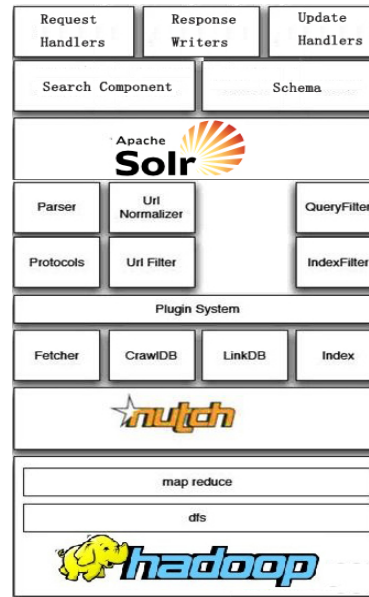 Request Response Update
Handlers Writers Handlers
Search Component Schema
Apache
Solr
Parser Url Normalizer QueryFilter
Protocols Url Filter IndexFilter
Plugin System
Fetcher CrawlDB LinkDB Index
nutch
map reduce
dfs
hadoop